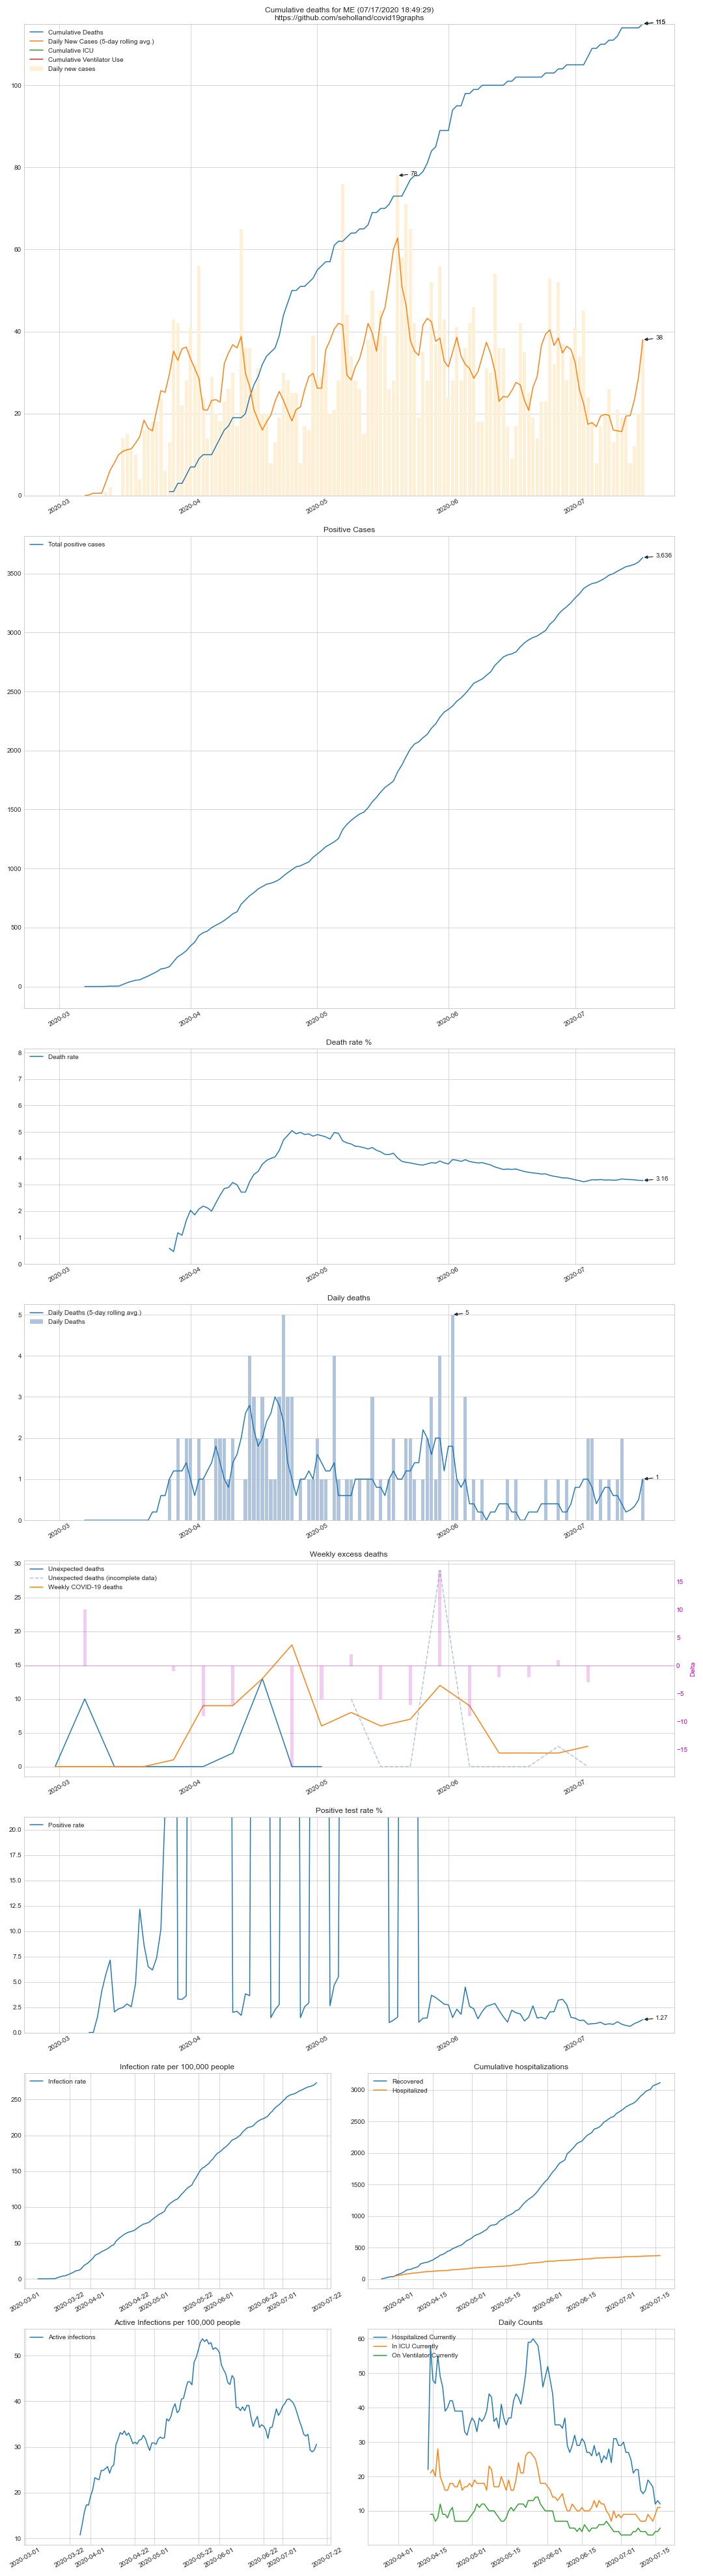 Cumulative deaths for ME (07/17/2020 18:49:29)
https://github.com/seholland/covid19graphs
Cumulative Deaths
Daily New Cases (5-day rolling avg.)
Cumulative ICU
Cumulative Ventilator Use
Daily new cases
115
78
38
100
80
60
40
20
0
2020-03 2020-04 2020-05 2020-06 2020-07
Positive Cases
Total positive cases
3,636
3500
3000
2500
2000
1500
1000
500
0
2020-03 2020-04 2020-05 2020-06 2020-07
Death rate %
Death rate
3.16
8
7
6
5
4
3
2
1
0
2020-03 2020-04 2020-05 2020-06 2020-07
Daily deaths
Daily Deaths (5-day rolling avg.)
Daily Deaths
5
1
5
4
3
2
1
0
2020-03 2020-04 2020-05 2020-06 2020-07
Weekly excess deaths
Unexpected deaths
Unexpected deaths (incomplete data)
Weekly COVID-19 deaths
30
25
20
15
10
5
0
15
10
5
0
−5
−10
−15
Delta
2020-03 2020-04 2020-05 2020-06 2020-07
Positive test rate %
Positive rate
1.27
20.0
17.5
15.0
12.5
10.0
7.5
5.0
2.5
0.0
2020-03 2020-04 2020-05 2020-06 2020-07
Infection rate per 100,000 people
Infection rate
250
200
150
100
50
0
2020-03-01 2020-03-22 2020-04-01 2020-04-22 2020-05-01 2020-05-22 2020-06-01 2020-06-22 2020-07-01 2020-07-22
Cumulative hospitalizations
Recovered
Hospitalized
3000
2500
2000
1500
1000
500
0
2020-04-01 2020-04-15 2020-05-01 2020-05-15 2020-06-01 2020-06-15 2020-07-01 2020-07-15
Active Infections per 100,000 people
Active infections
50
40
30
20
10
2020-03-01 2020-03-22 2020-04-01 2020-04-22 2020-05-01 2020-05-22 2020-06-01 2020-06-22 2020-07-01 2020-07-22
Daily Counts
Hospitalized Currently
In ICU Currently
On Ventilator Currently
60
50
40
30
20
10
2020-04-01 2020-04-15 2020-05-01 2020-05-15 2020-06-01 2020-06-15 2020-07-01 2020-07-15